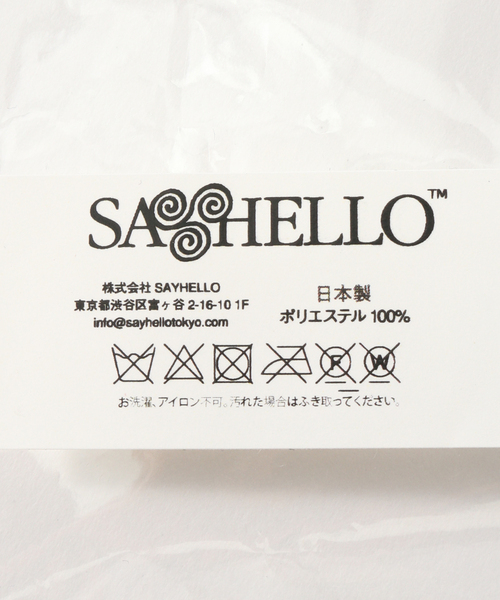 SAYHELLO™
株式会社 SAYHELLO
東京都渋谷区富ヶ谷 2-16-10 1F
info@sayhellotokyo.com
日本製
ポリエステル 100%
F W
お洗濯、アイロン不可。汚れた場合はふき取ってください。